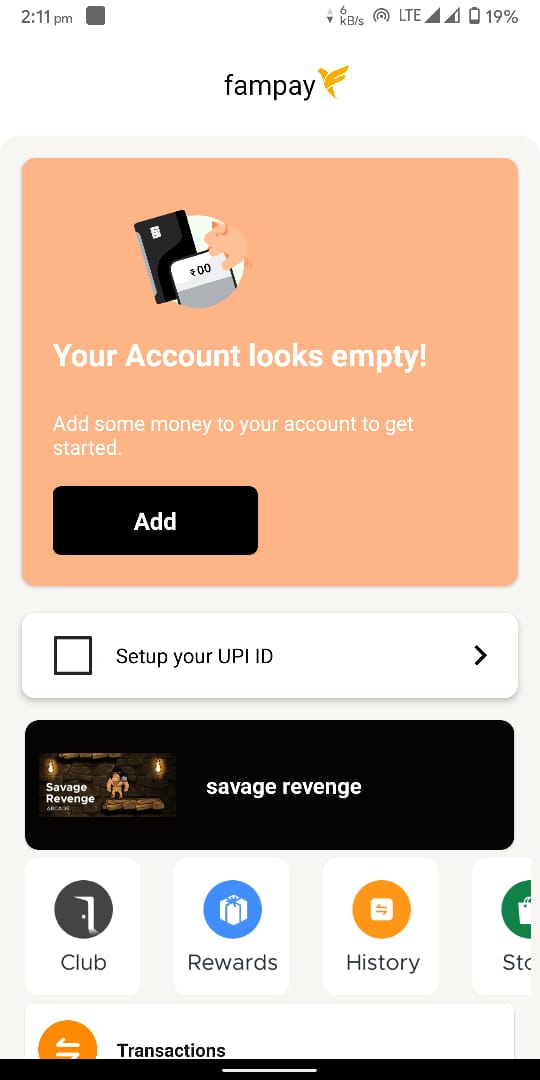 2:11 pm 6 kB/s LTE 19%
fampay
₹00
Your Account looks empty!
Add some money to your account to get
started.
Add
Setup your UPI ID
Savage
Revenge
ARCADE
savage revenge
Club Rewards History Sto
Transactions